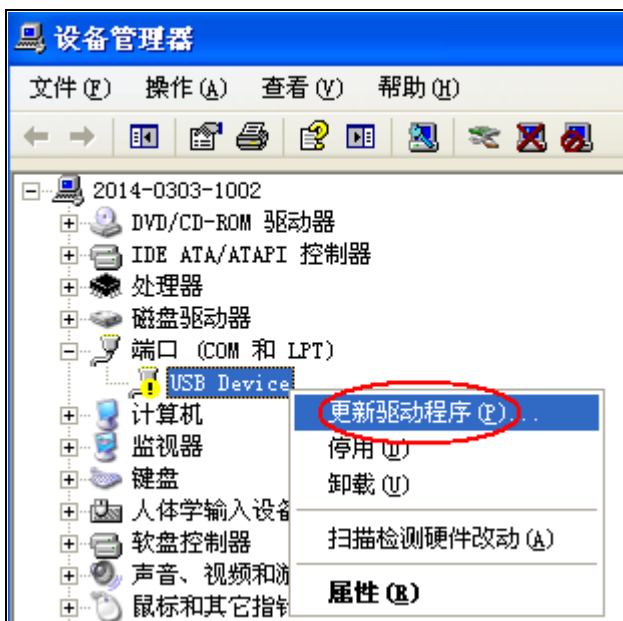 设备管理器
文件(F) 操作(A) 查看(V) 帮助(H)
2014-0303-1002
DVD/CD-ROM 驱动器
IDE ATA/ATAPI 控制器
处理器
磁盘驱动器
端口 (COM 和 LPT)
USB Device
计算机
监视器
键盘
人体学输入设备
软盘控制器
声音、视频和游
鼠标和其它指针
更新驱动程序(P)...
停用(D)
卸载(U)
扫描检测硬件改动(A)
属性(R)